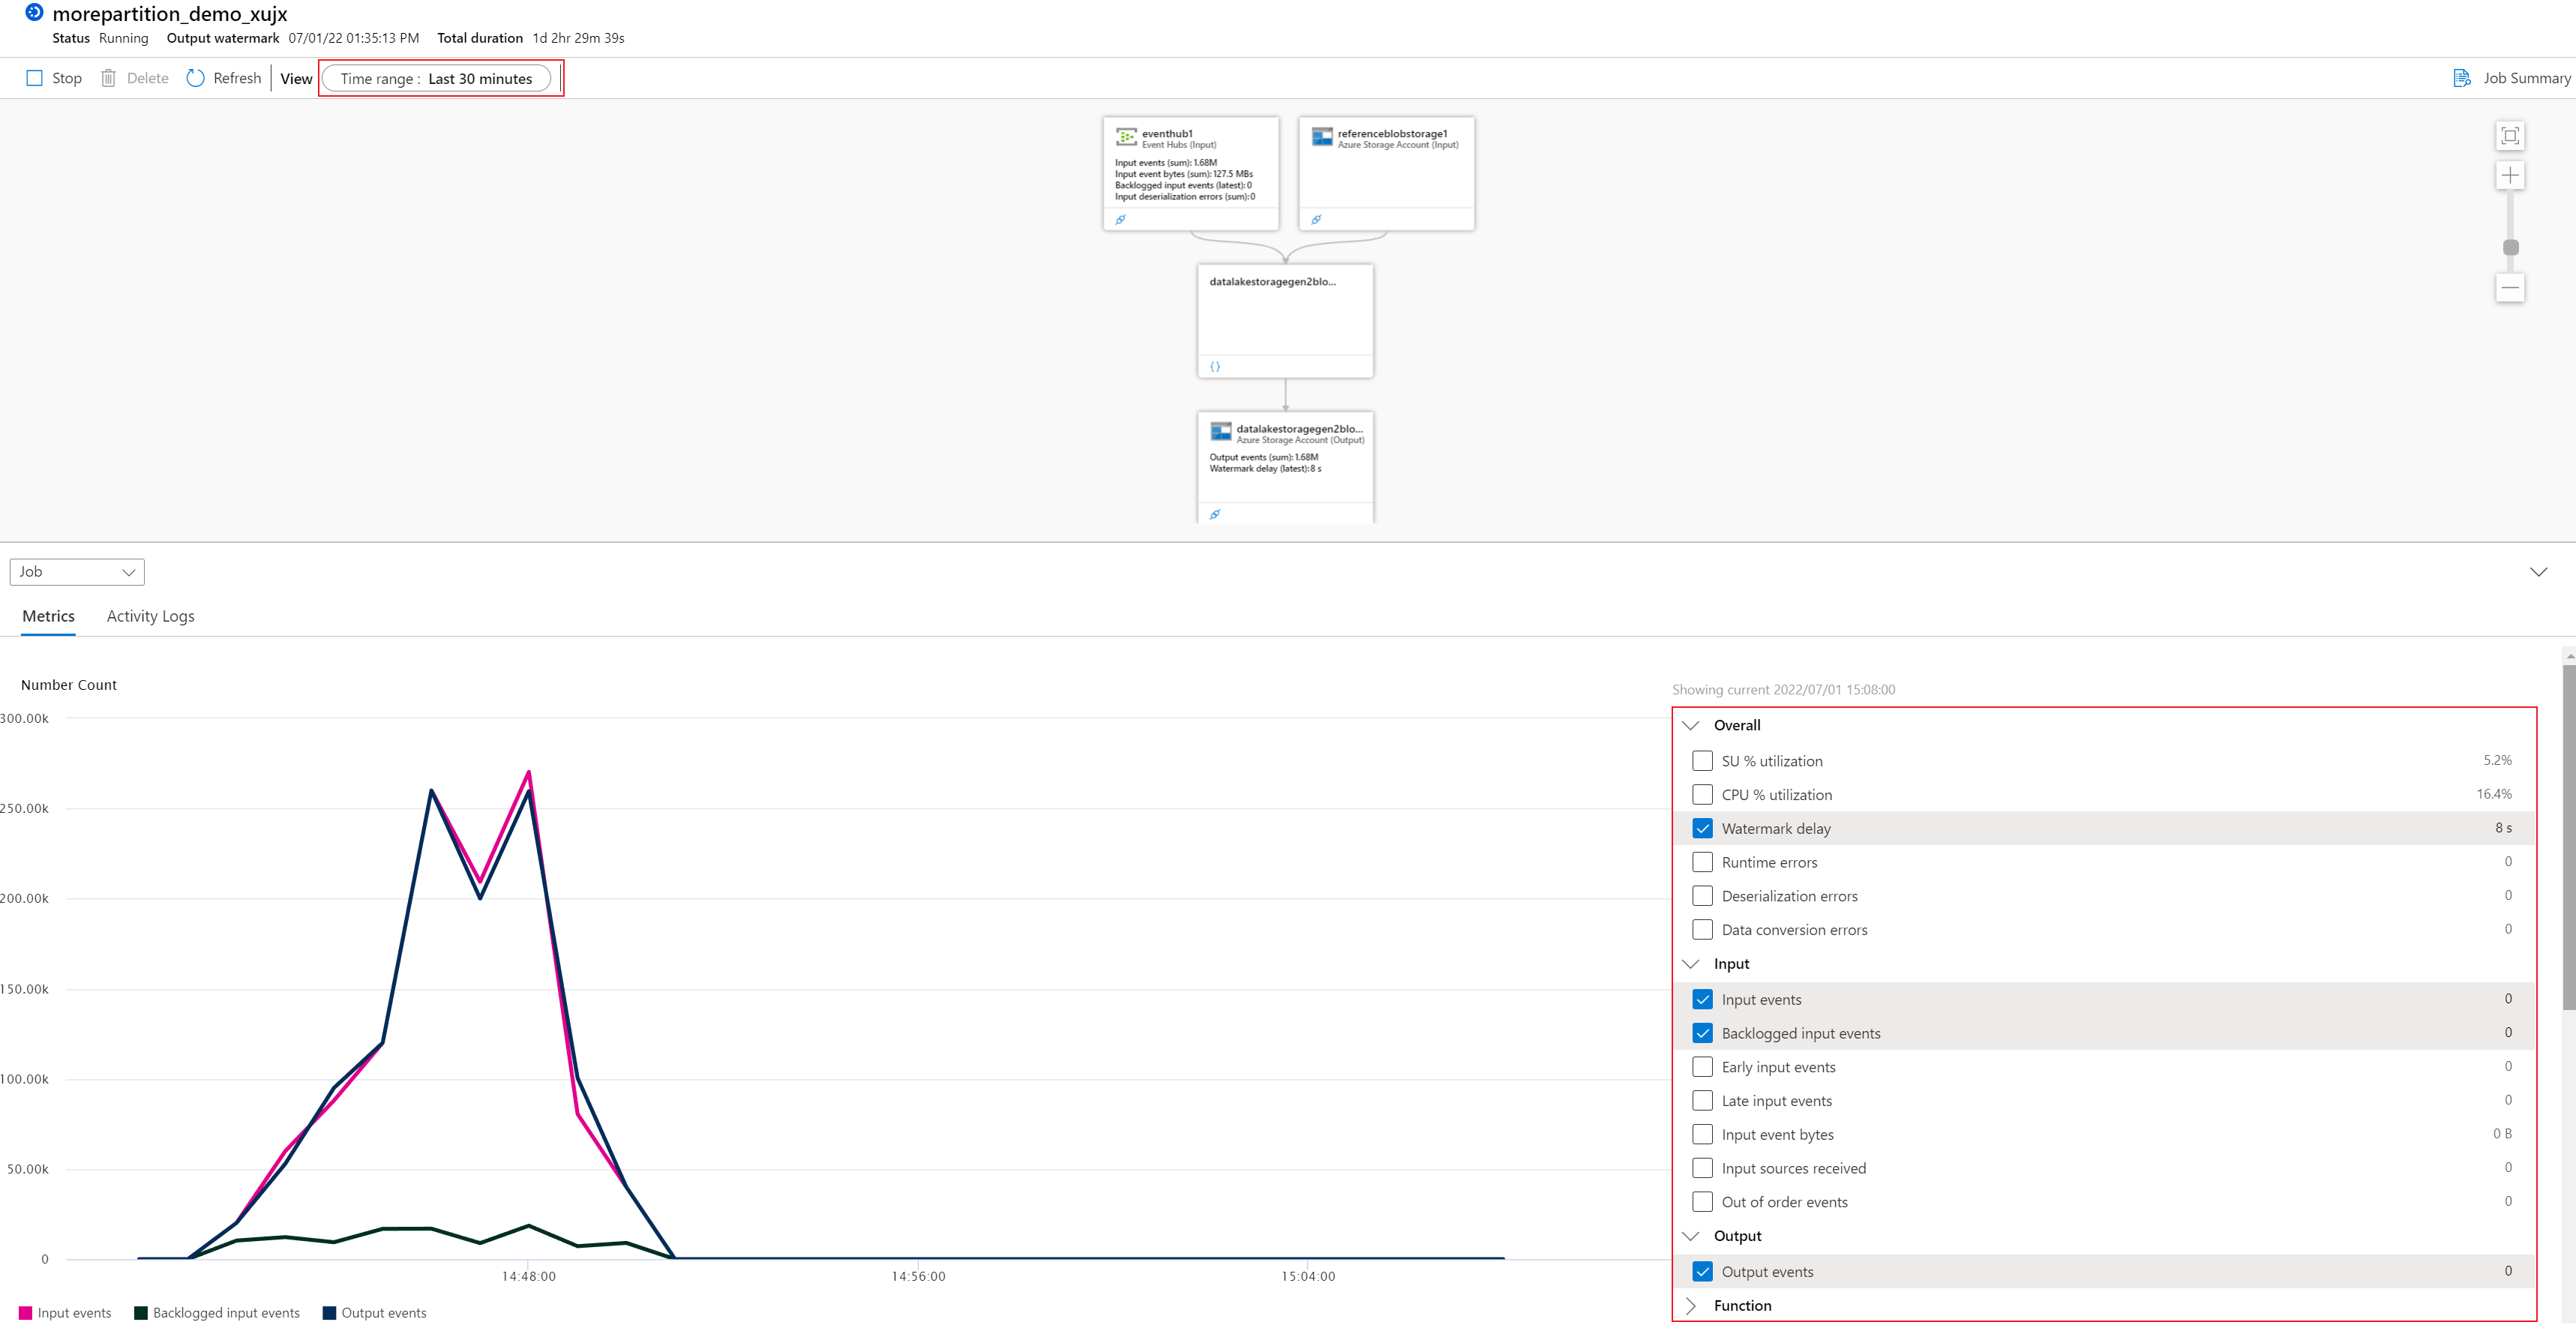 morepartition_demo_xujx
Status Running Output watermark 07/01/22 01:35:13 PM Total duration 1d 2hr 29m 39s
Stop Delete Refresh View Time range : Last 30 minutes Job Summary
eventhub1
Event Hubs (Input)
Input events (sum): 1.68M
Input event bytes (sum): 127.5 MBs
Backlogged input events (latest): 0
Input deserialization errors (sum):0
referenceblobstorage1
Azure Storage Account (Input)
datalakestoragegen2blo...
{}
datalakestoragegen2blo...
Azure Storage Account (Output)
Output events (sum): 1.68M
Watermark delay (latest): 8 s
Job
Metrics Activity Logs
Number Count
300.00k
250.00k
200.00k
150.00k
100.00k
50.00k
0
14:48:00 14:56:00 15:04:00
Input events Backlogged input events Output events
Showing current 2022/07/01 15:08:00
Overall
SU % utilization 5.2%
CPU % utilization 16.4%
Watermark delay 8 s
Runtime errors 0
Deserialization errors 0
Data conversion errors 0
Input
Input events 0
Backlogged input events 0
Early input events 0
Late input events 0
Input event bytes 0 B
Input sources received 0
Out of order events 0
Output
Output events 0
Function